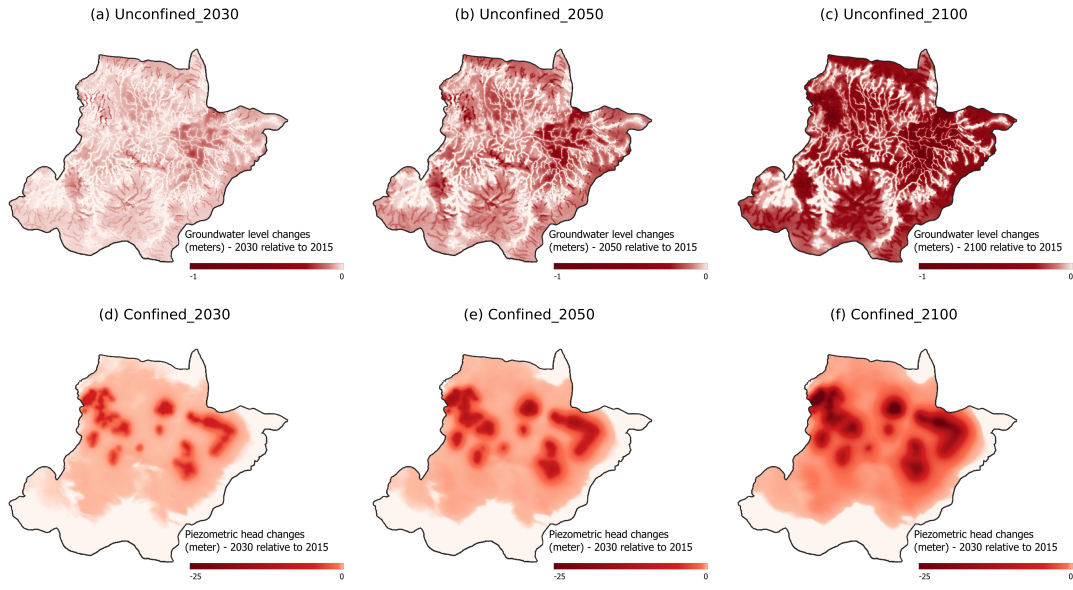 (a) Unconfined_2030
(b) Unconfined_2050
(c) Unconfined_2100
Groundwater level changes
(meters) - 2030 relative to 2015
-1
0
Groundwater level changes
(meters) - 2050 relative to 2015
-1
0
Groundwater level changes
(meters) - 2100 relative to 2015
-1
0
(d) Confined_2030
(e) Confined_2050
(f) Confined_2100
Piezometric head changes
(meter) - 2030 relative to 2015
-25
0
Piezometric head changes
(meter) - 2030 relative to 2015
-25
0
Piezometric head changes
(meter) - 2030 relative to 2015
-25
0